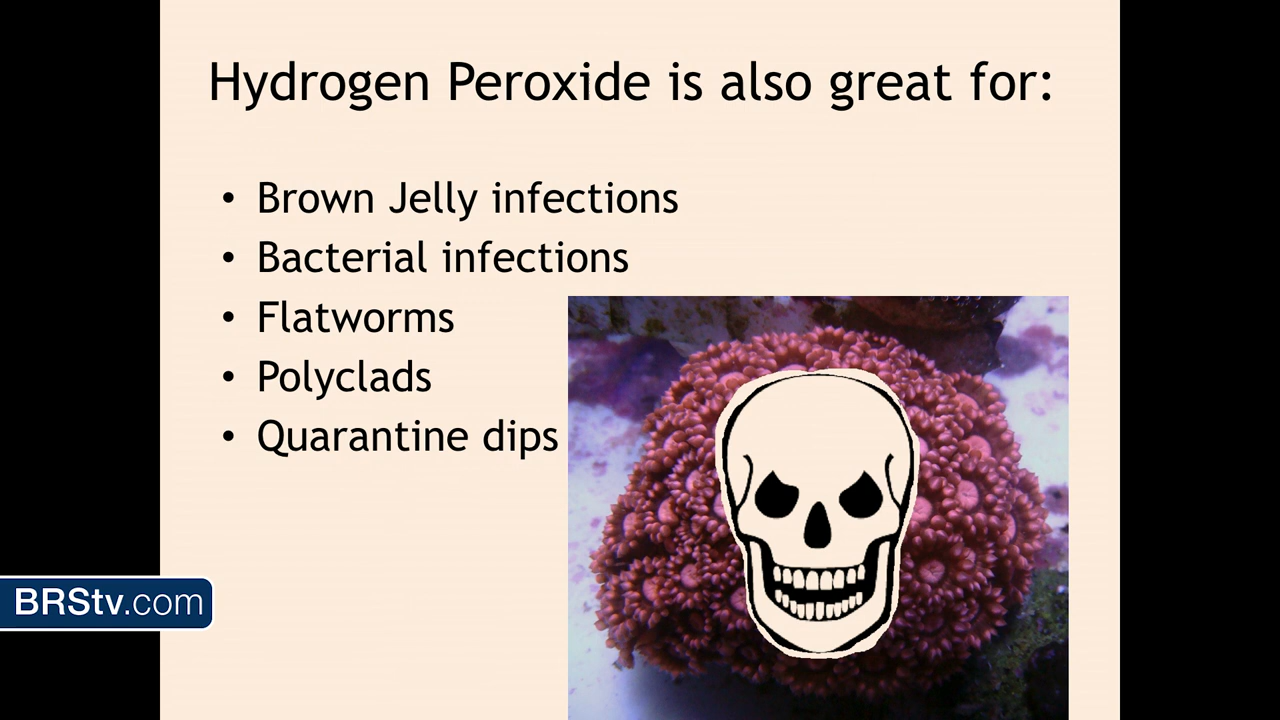 Hydrogen Peroxide is also great for:
• Brown Jelly infections
• Bacterial infections
• Flatworms
• Polyclads
• Quarantine dips
BRStv.com